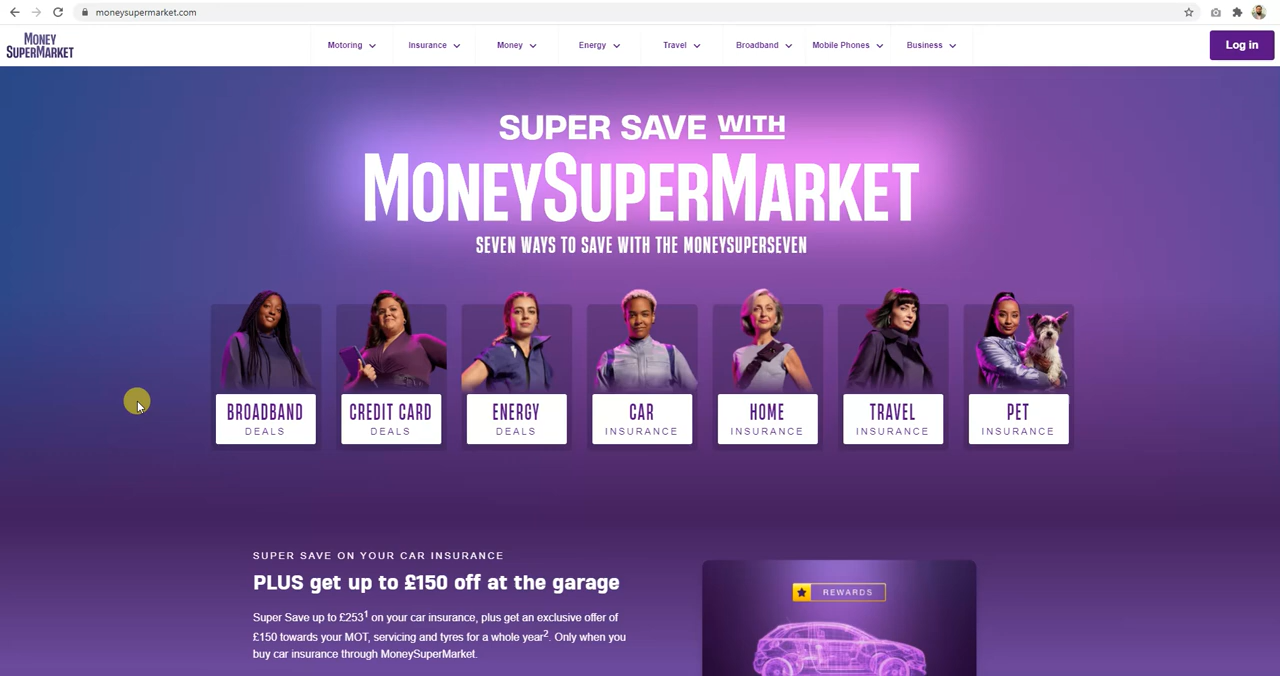 moneysupermarket.com
MONEY
SUPERMARKET
Motoring
Insurance
Money
Energy
Travel
Broadband
Mobile Phones
Business
Log in
SUPER SAVE WITH
MONEYSUPERMARKET
SEVEN WAYS TO SAVE WITH THE MONEYSUPERSEVEN
BROADBAND
DEALS
CREDIT CARD
DEALS
ENERGY
DEALS
CAR
INSURANCE
HOME
INSURANCE
TRAVEL
INSURANCE
PET
INSURANCE
SUPER SAVE ON YOUR CAR INSURANCE
PLUS get up to £150 off at the garage
Super Save up to £253¹ on your car insurance, plus get an exclusive offer of
£150 towards your MOT, servicing and tyres for a whole year². Only when you
buy car insurance through MoneySuperMarket.
REWARDS